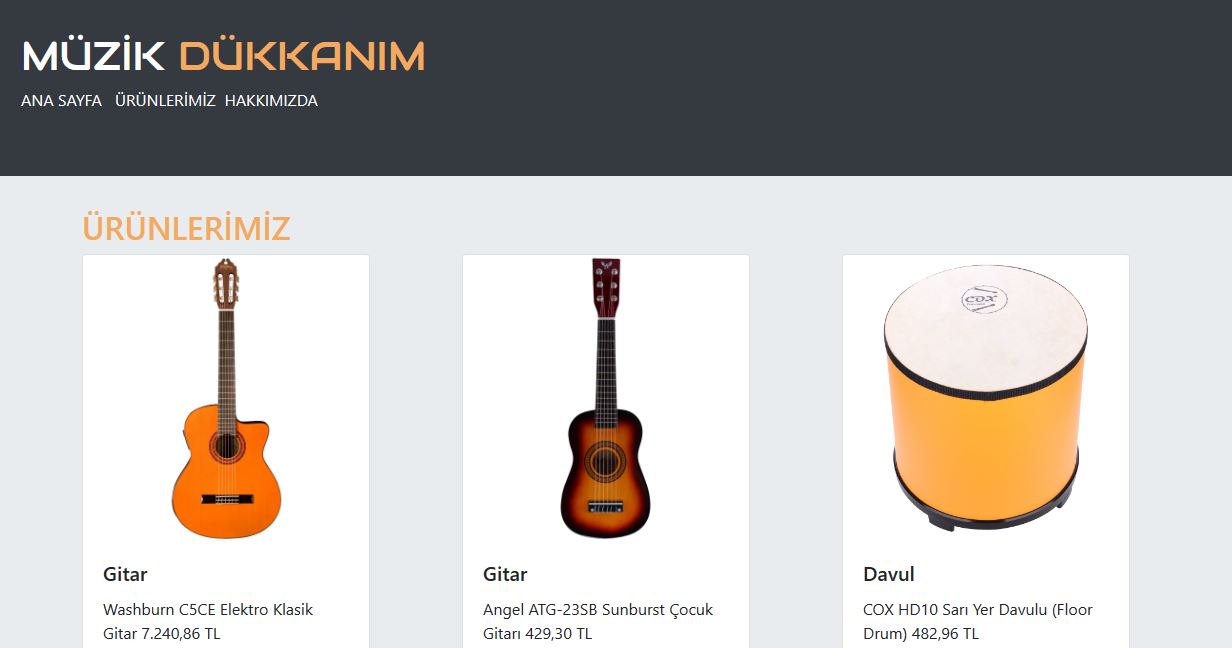 MÜZİK DÜKKANIM
ANA SAYFA ÜRÜNLERİMİZ HAKKIMIZDA
ÜRÜNLERİMİZ
COX
Gitar
Washburn C5CE Elektro Klasik
Gitar 7.240,86 TL
Gitar
Angel ATG-23SB Sunburst Çocuk
Gitarı 429,30 TL
Davul
COX HD10 Sarı Yer Davulu (Floor
Drum) 482,96 TL